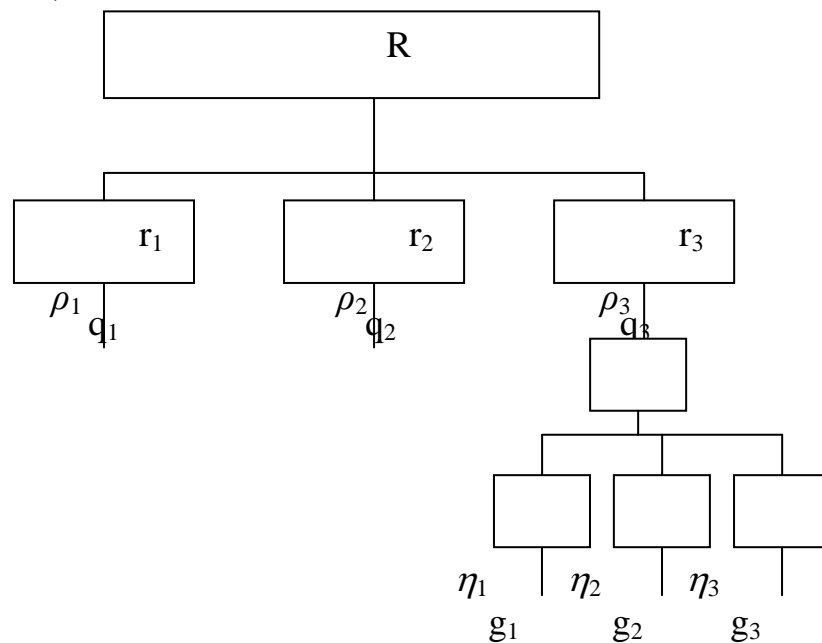 R
r₁ r₂ r₃
ρ₁ ρ₂ ρ₃
q₁ q₂ q₃
η₁ η₂ η₃
g₁ g₂ g₃